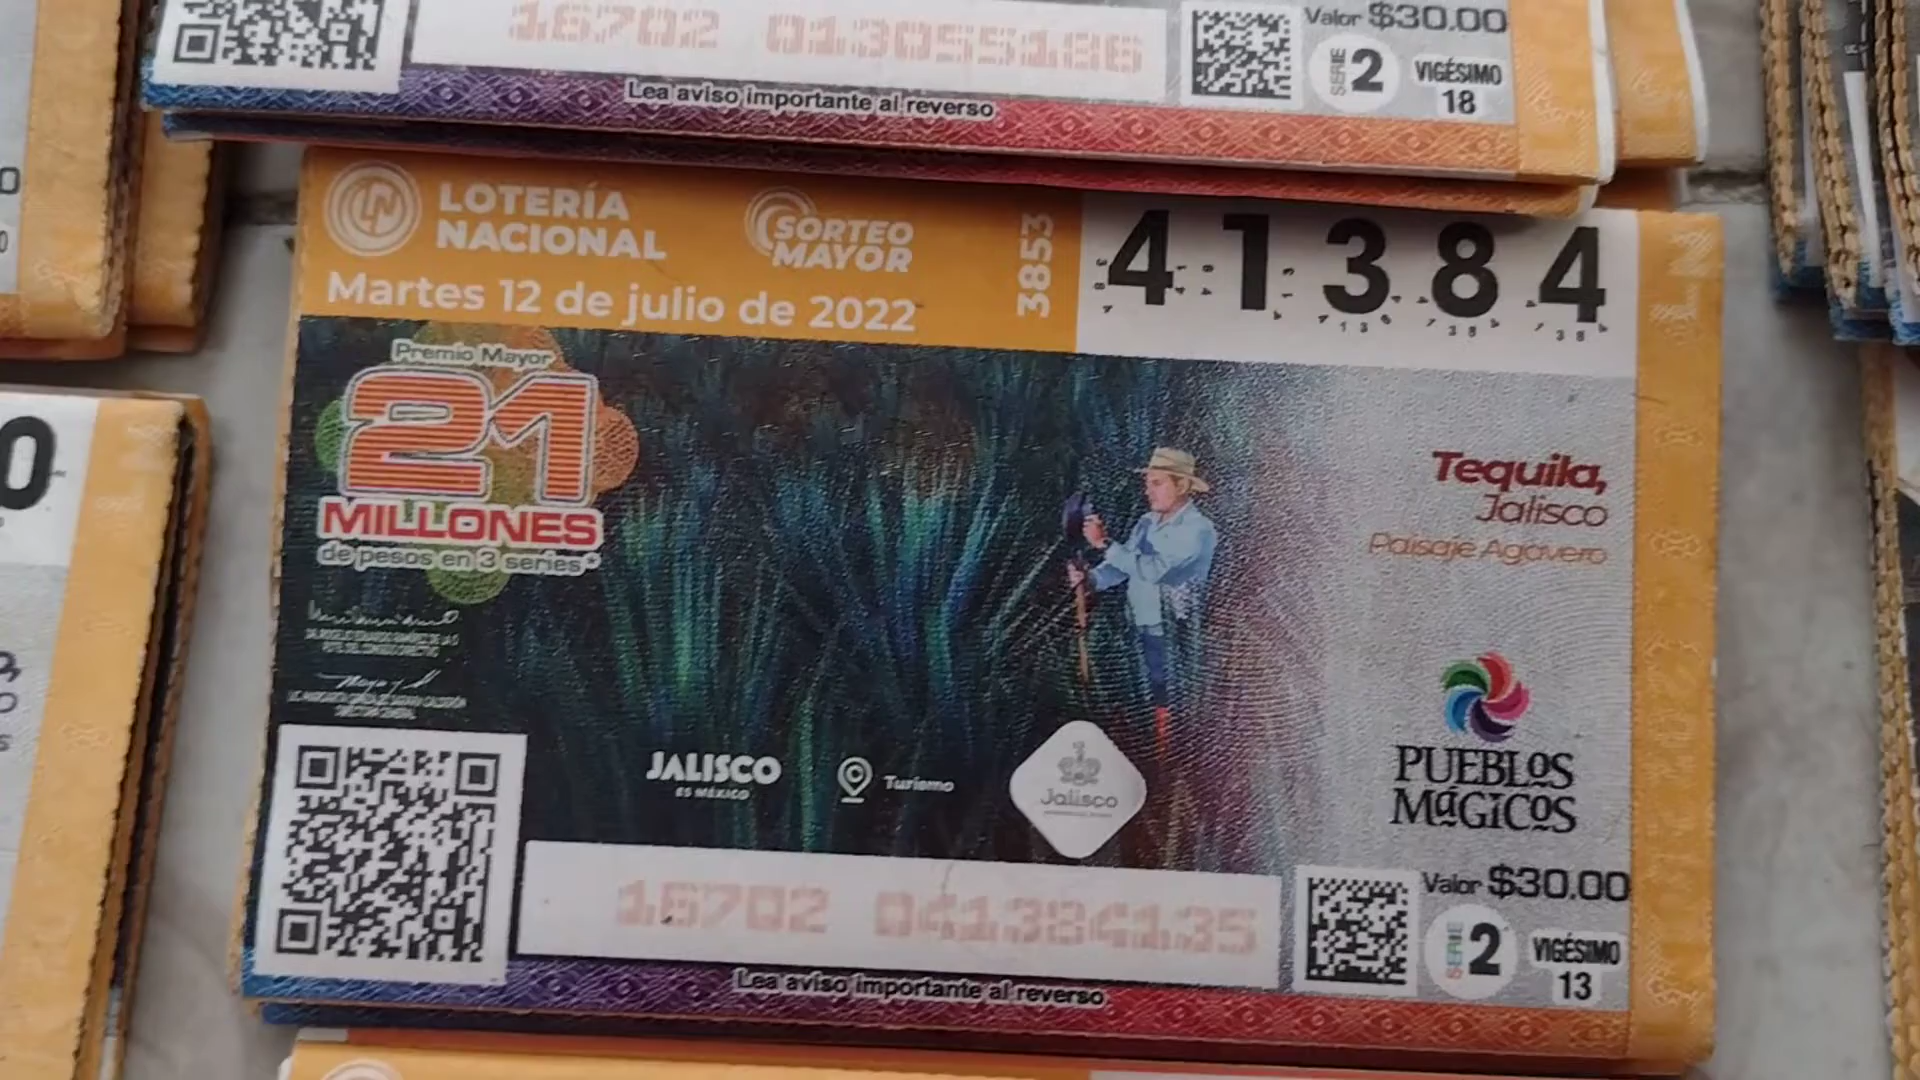 16702 013055186
Valor $30.00
SERIE 2
VIGÉSIMO
18
Lea aviso importante al reverso
LN LOTERÍA
NACIONAL
SORTEO
MAYOR
Martes 12 de julio de 2022
3853
41384
Premio Mayor
21
MILLONES
de pesos en 3 series*
Tequila,
Jalisco
Paisaje Agavero
JALISCO
ES MÉXICO
Turismo
Jalisco
PUEBLOS
MÁGICOS
16702 041384135
Valor $30.00
SERIE 2
VIGÉSIMO
13
Lea aviso importante al reverso